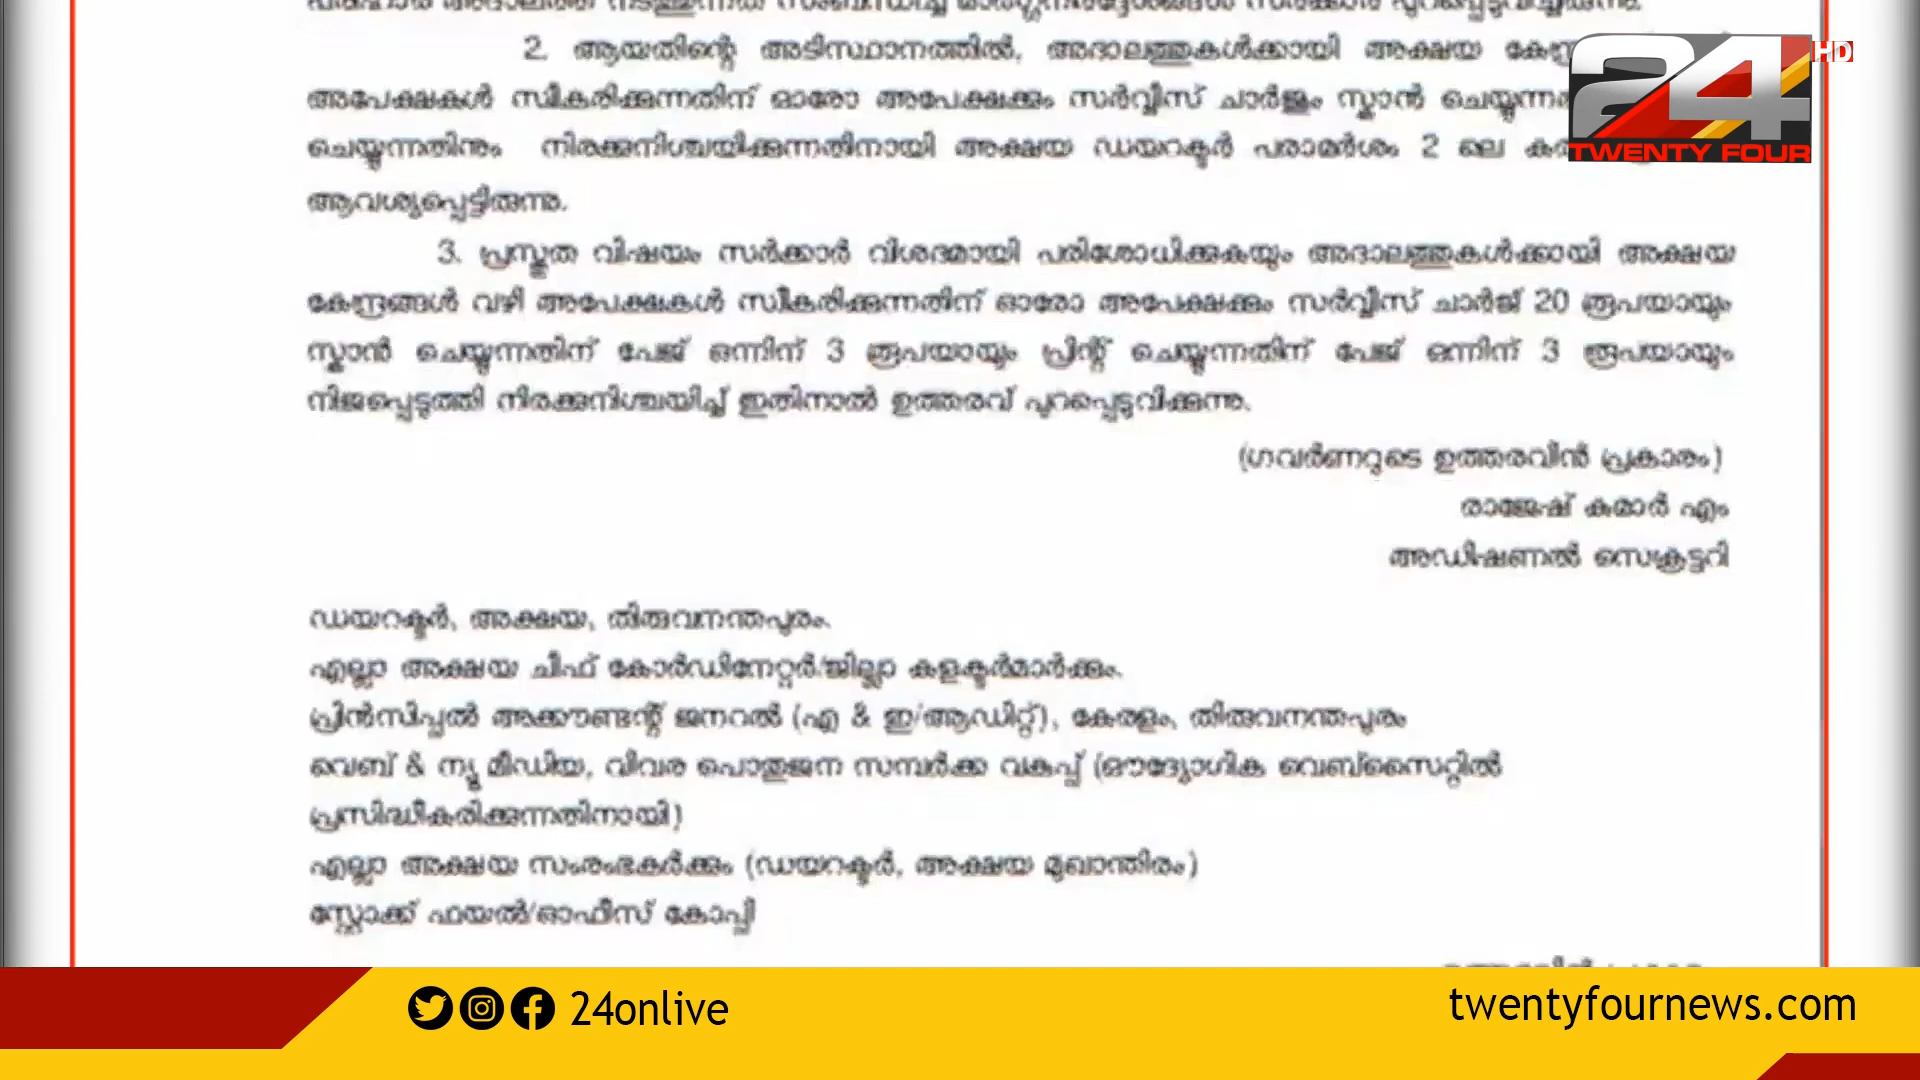 2. ആയതിന്റെ അടിസ്ഥാനത്തിൽ, അദാലത്തുകൾക്കായി അക്ഷയ
അപേക്ഷകൾ സ്വീകരിക്കുന്നതിന് ഓരോ അപേക്ഷക്കും സർവ്വീസ് ചാർജും സ്കാൻ
ചെയ്യുന്നതിനും നിരക്കുനിശ്ചയിക്കുന്നതിനായി അക്ഷയ ഡയറക്ടർ പരാമർശം 2 ലെ
ആവശ്യപ്പെട്ടിരുന്നു.
3. പ്രസ്തുത വിഷയം സർക്കാർ വിശദമായി പരിശോധിക്കുകയും അദാലത്തുകൾക്കായി അക്ഷയ
കേന്ദ്രങ്ങൾ വഴി അപേക്ഷകൾ സ്വീകരിക്കുന്നതിന് ഓരോ അപേക്ഷക്കും സർവ്വീസ് ചാർജ് 20 രൂപയായും
സ്കാൻ ചെയ്യുന്നതിന് പേജ് ഒന്നിന് 3 രൂപയായും പ്രിന്റ് ചെയ്യുന്നതിന് പേജ് ഒന്നിന് 3 രൂപയായും
നിജപ്പെടുത്തി നിരക്കുനിശ്ചയിച്ച് ഇതിനാൽ ഉത്തരവ് പുറപ്പെടുവിക്കുന്നു.
(ഗവർണറുടെ ഉത്തരവിൻ പ്രകാരം)
രാജേഷ് കുമാർ എം
അഡിഷണൽ സെക്രട്ടറി
ഡയറക്ടർ, അക്ഷയ, തിരുവനന്തപുരം.
എല്ലാ അക്ഷയ ചീഫ് കോർഡിനേറ്റർ/ജില്ലാ കളക്ടർമാർക്കും.
പ്രിൻസിപ്പൽ അക്കൗണ്ടന്റ് ജനറൽ (എ & ഇ/ആഡിറ്റ്), കേരളം, തിരുവനന്തപുരം
വെബ് & ന്യൂ മീഡിയ, വിവര പൊതുജന സമ്പർക്ക വകുപ്പ് (ഔദ്യോഗിക വെബ്സൈറ്റിൽ
പ്രസിദ്ധീകരിക്കുന്നതിനായി)
എല്ലാ അക്ഷയ സംരംഭകർക്കും (ഡയറക്ടർ, അക്ഷയ മുഖാന്തിരം)
സ്റ്റോക്ക് ഫയൽ/ഓഫീസ് കോപ്പി
24 HD
TWENTY FOUR
24onlive
twentyfournews.com